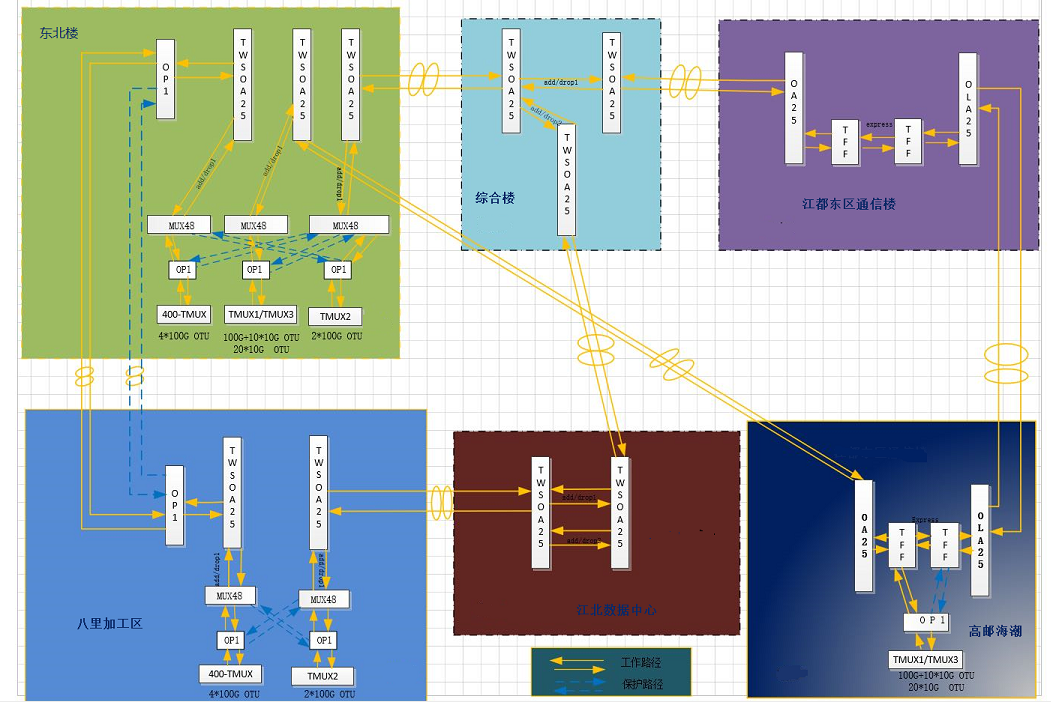 东北楼
OP1
TWSOA25
TWSOA25
TWSOA25
add/drop1
add/drop1
add/drop1
MUX48
MUX48
MUX48
OP1
OP1
OP1
400-TMUX
TMUX1/TMUX3
TMUX2
4*100G OTU
100G+10*10G OTU
20*10G OTU
2*100G OTU
TWSOA25
TWSOA25
add/drop1
add/drop2
TWSOA25
综合楼
OA25
TFF
express
TFF
OLA25
江都东区通信楼
OP1
TWSOA25
TWSOA25
add/drop1
add/drop1
MUX48
MUX48
OP1
OP1
八里加工区
400-TMUX
TMUX2
4*100G OTU
2*100G OTU
TWSOA25
TWSOA25
add/drop1
add/drop2
江北数据中心
工作路径
保护路径
OA25
Express
TFF
TFF
OLA25
OP1
高邮海潮
TMUX1/TMUX3
100G+10*10G OTU
20*10G OTU